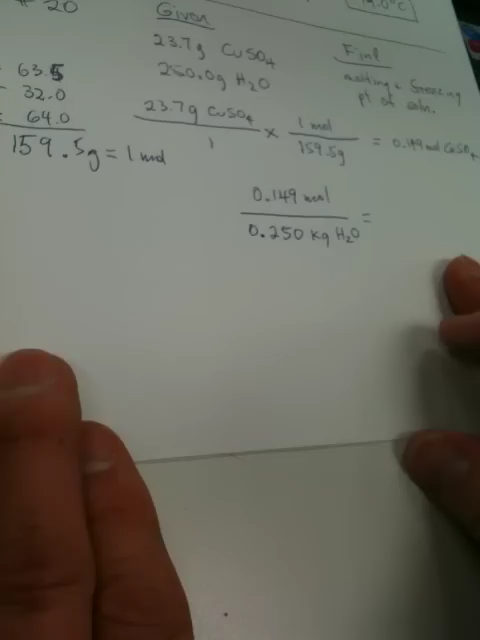 # 20
14.0°C
Given
23.7g CuSO4
250.0g H2O
Find
melting & freezing
pt of soln.
63.5
32.0
64.0
159.5g = 1 mol
23.7g CuSO4 / 1 × 1 mol / 159.5g = 0.149 mol CuSO4
0.149 mol
0.250 kg H2O =